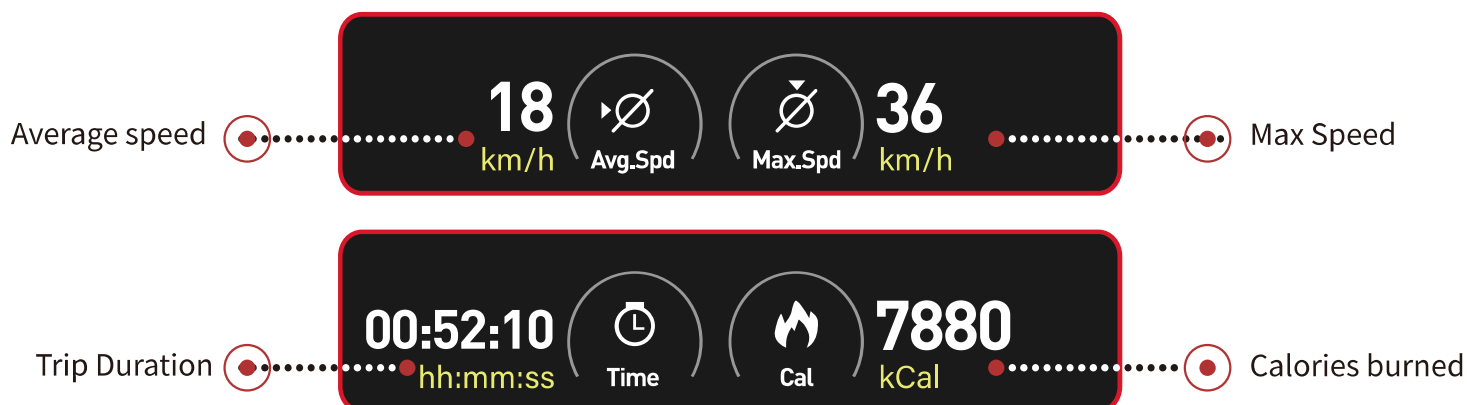 Average speed
18
km/h
Avg.Spd
Max.Spd
36
km/h
Max Speed
Trip Duration
00:52:10
hh:mm:ss
Time
Cal
7880
kCal
Calories burned